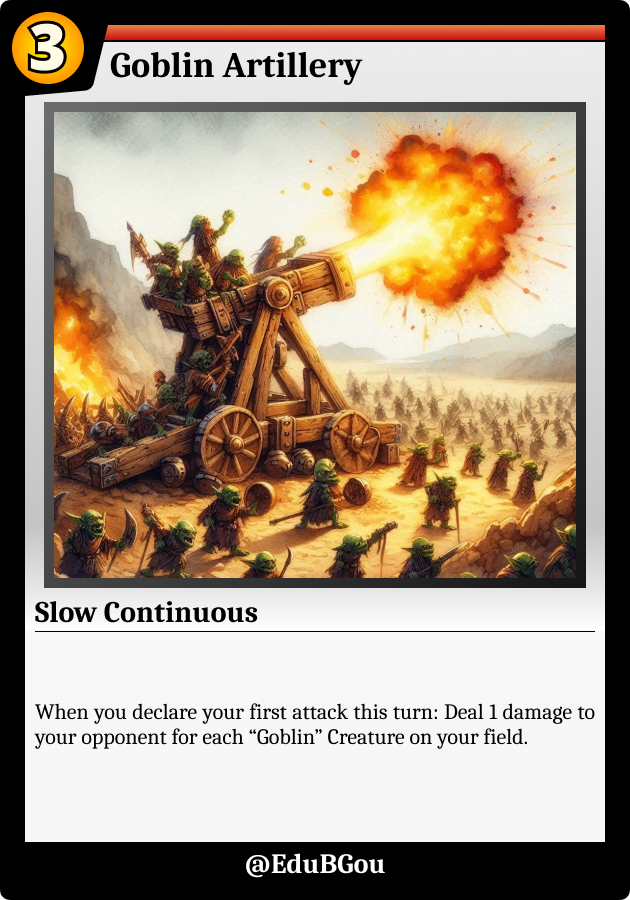 3
Goblin Artillery
Slow Continuous
When you declare your first attack this turn: Deal 1 damage to
your opponent for each “Goblin” Creature on your field.
@EduBGou